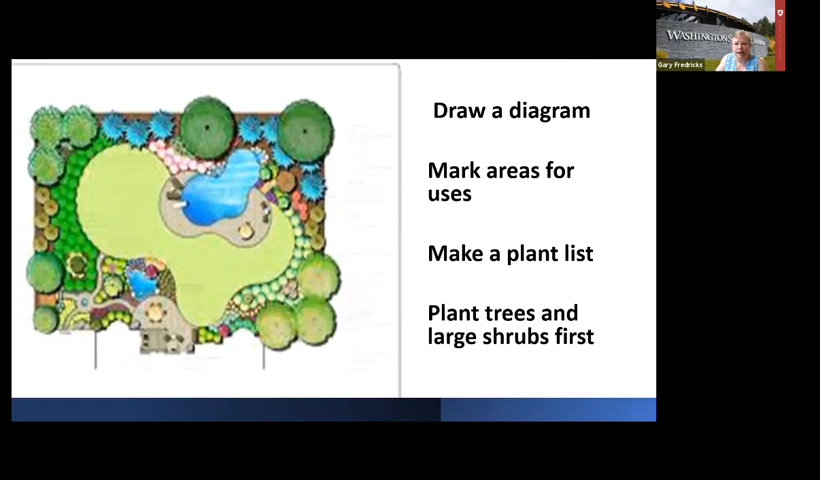 Draw a diagram
Mark areas for
uses
Make a plant list
Plant trees and
large shrubs first
WASHINGTON
Gary Fredricks